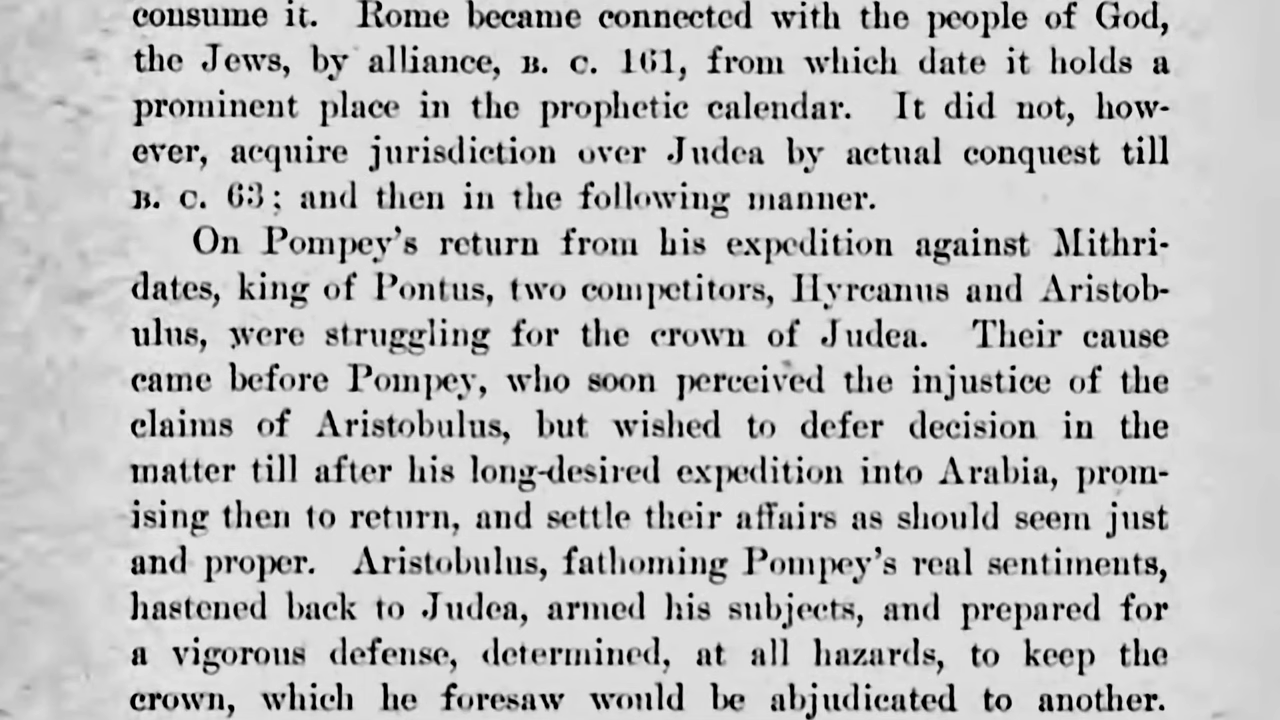 consume it. Rome became connected with the people of God,
the Jews, by alliance, B. C. 161, from which date it holds a
prominent place in the prophetic calendar. It did not, how-
ever, acquire jurisdiction over Judea by actual conquest till
B. C. 63; and then in the following manner.
On Pompey's return from his expedition against Mithri-
dates, king of Pontus, two competitors, Hyrcanus and Aristob-
ulus, were struggling for the crown of Judea. Their cause
came before Pompey, who soon perceived the injustice of the
claims of Aristobulus, but wished to defer decision in the
matter till after his long-desired expedition into Arabia, prom-
ising then to return, and settle their affairs as should seem just
and proper. Aristobulus, fathoming Pompey's real sentiments,
hastened back to Judea, armed his subjects, and prepared for
a vigorous defense, determined, at all hazards, to keep the
crown, which he foresaw would be abjudicated to another.